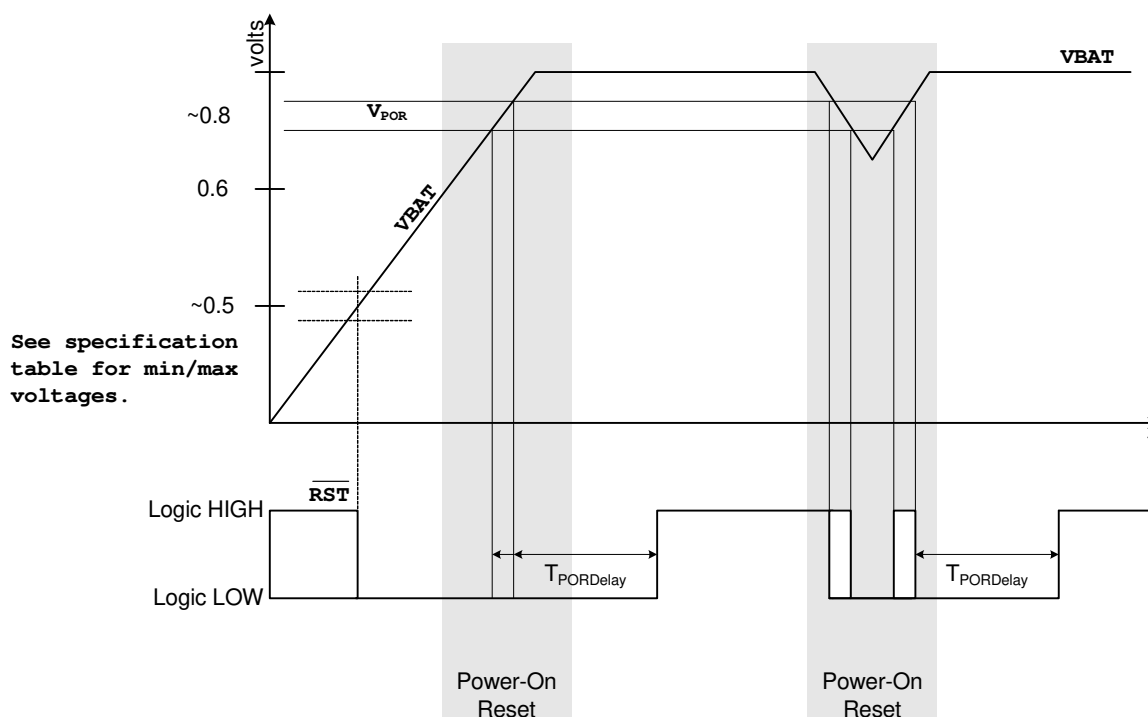 volts
VBAT
~0.8
VPOR
0.6
VBAT
~0.5
See specification
table for min/max
voltages.
RST
Logic HIGH
TPORDelay
TPORDelay
Logic LOW
Power-On
Reset
Power-On
Reset